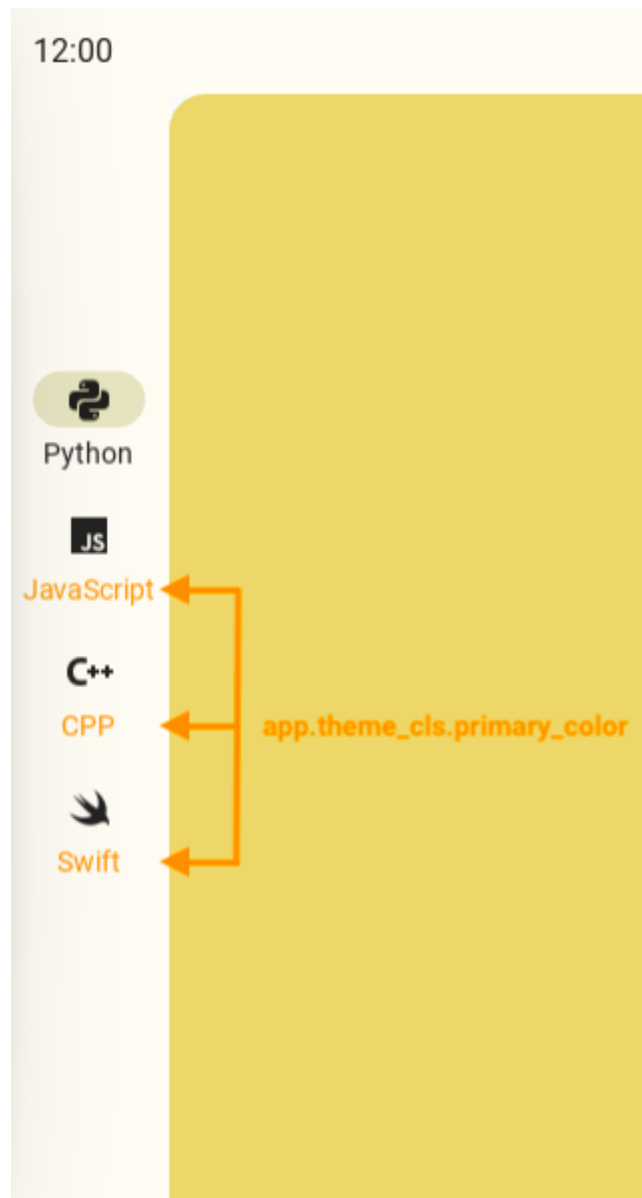 12:00
Python
JS
JavaScript
C++
CPP
app.theme_cls.primary_color
Swift